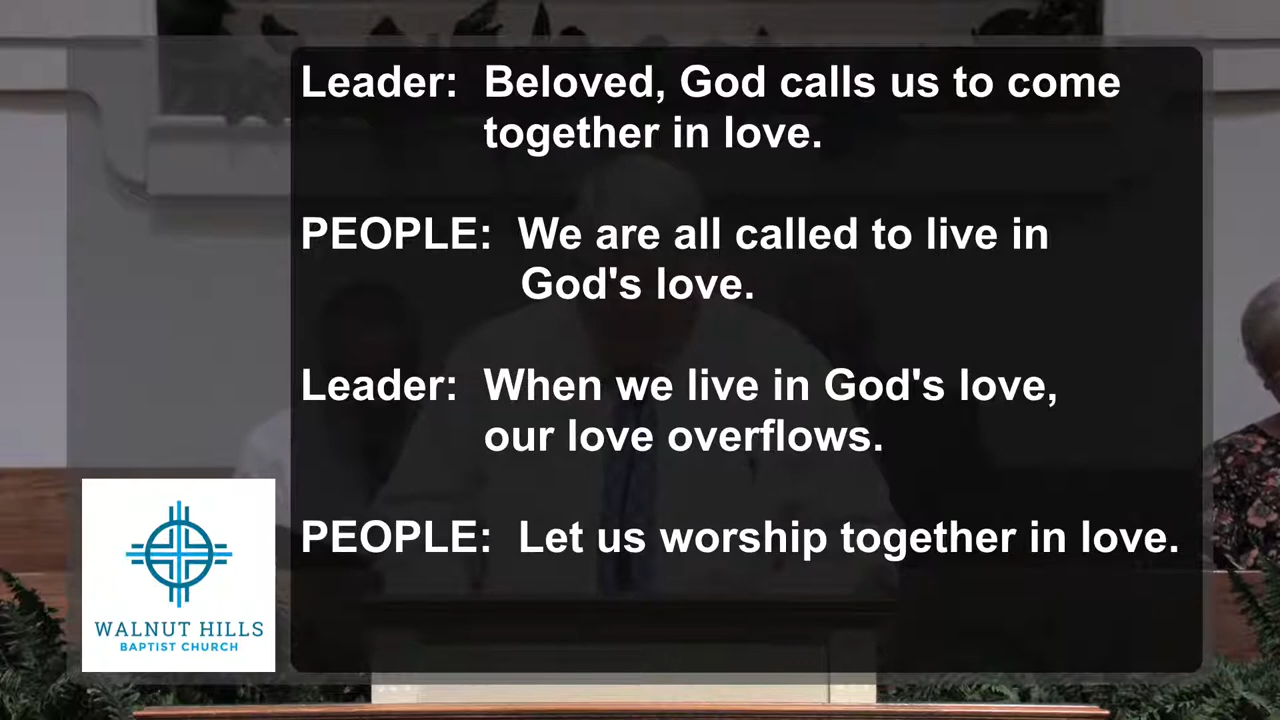 Leader: Beloved, God calls us to come
together in love.
PEOPLE: We are all called to live in
God's love.
Leader: When we live in God's love,
our love overflows.
PEOPLE: Let us worship together in love.
WALNUT HILLS
BAPTIST CHURCH